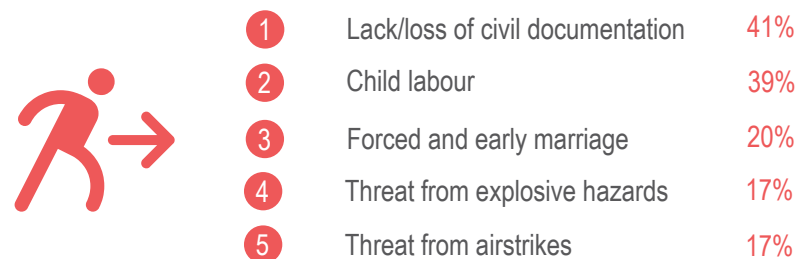 1 Lack/loss of civil documentation 41%
2 Child labour 39%
3 Forced and early marriage 20%
4 Threat from explosive hazards 17%
5 Threat from airstrikes 17%